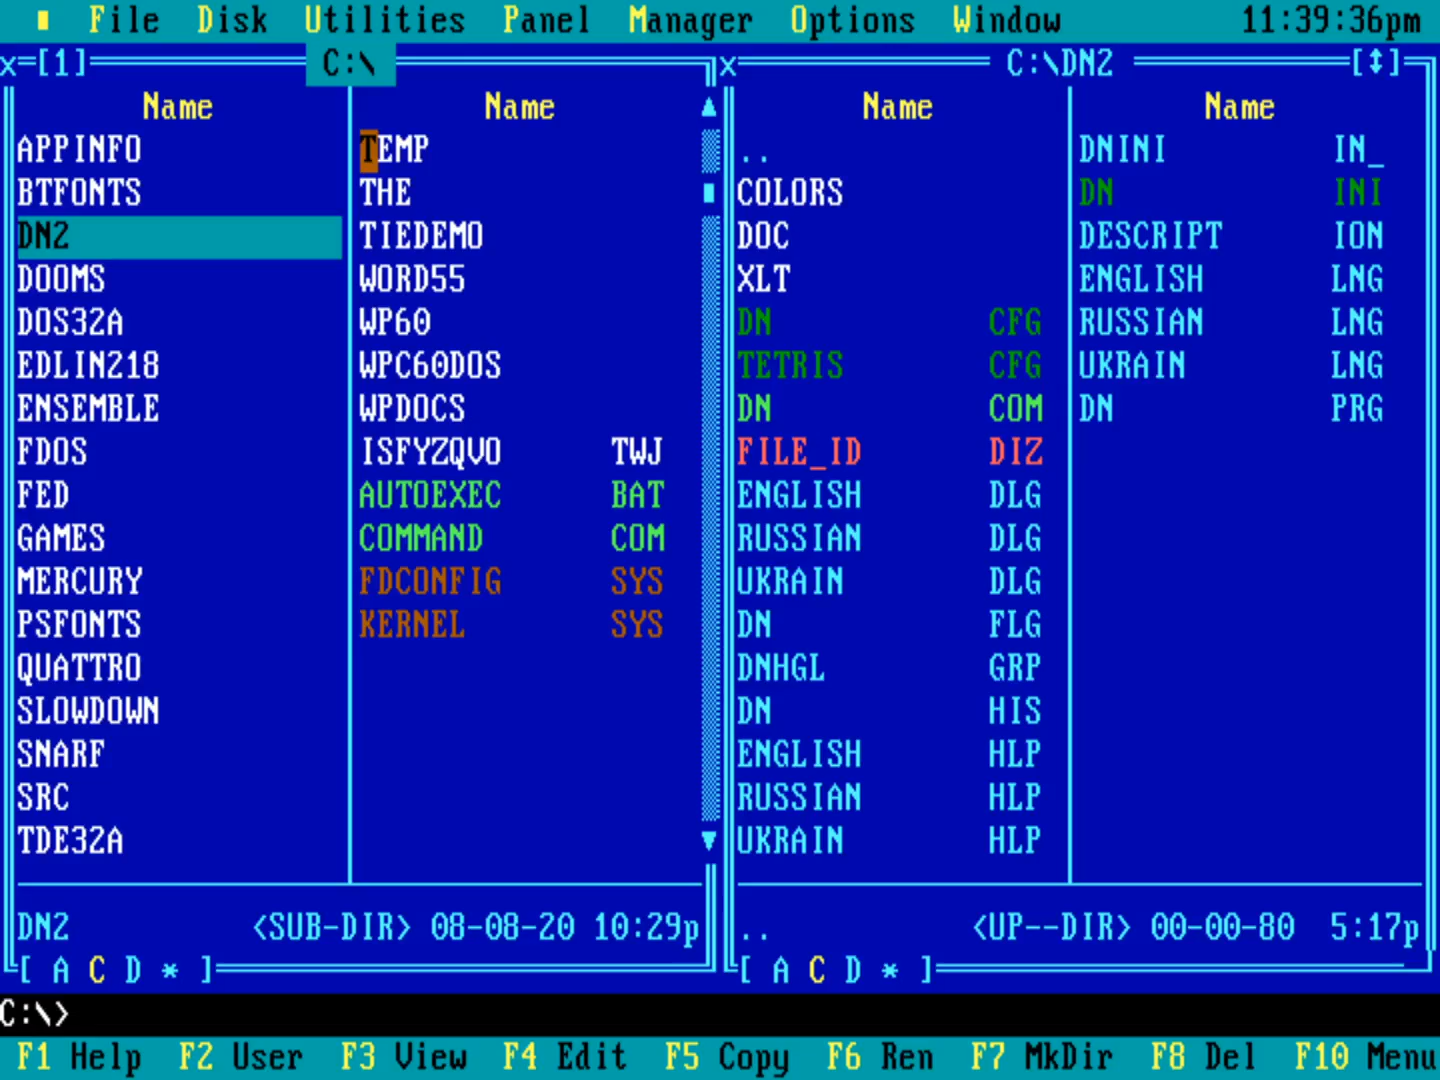 File Disk Utilities Panel Manager Options Window 11:39:36pm
x=[1] C:\ x C:\DN2 [↕]
Name Name Name Name
APPINFO TEMP .. DNINI IN_
BTFONTS THE COLORS DN INI
DN2 TIEDEMO DOC DESCRIPT ION
DOOMS WORD55 XLT ENGLISH LNG
DOS32A WP60 DN CFG RUSSIAN LNG
EDLIN218 WPC60DOS TETRIS CFG UKRAIN LNG
ENSEMBLE WPDOCS DN COM DN PRG
FDOS ISFYZQVO TWJ FILE_ID DIZ
FED AUTOEXEC BAT ENGLISH DLG
GAMES COMMAND COM RUSSIAN DLG
MERCURY FDCONFIG SYS UKRAIN DLG
PSFONTS KERNEL SYS DN FLG
QUATTRO DNHGL GRP
SLOWDOWN DN HIS
SNARF ENGLISH HLP
SRC RUSSIAN HLP
TDE32A UKRAIN HLP
DN2 <SUB-DIR> 08-08-20 10:29p .. <UP--DIR> 00-00-80 5:17p
[ A C D * ] [ A C D * ]
C:\>
F1 Help F2 User F3 View F4 Edit F5 Copy F6 Ren F7 MkDir F8 Del F10 Menu